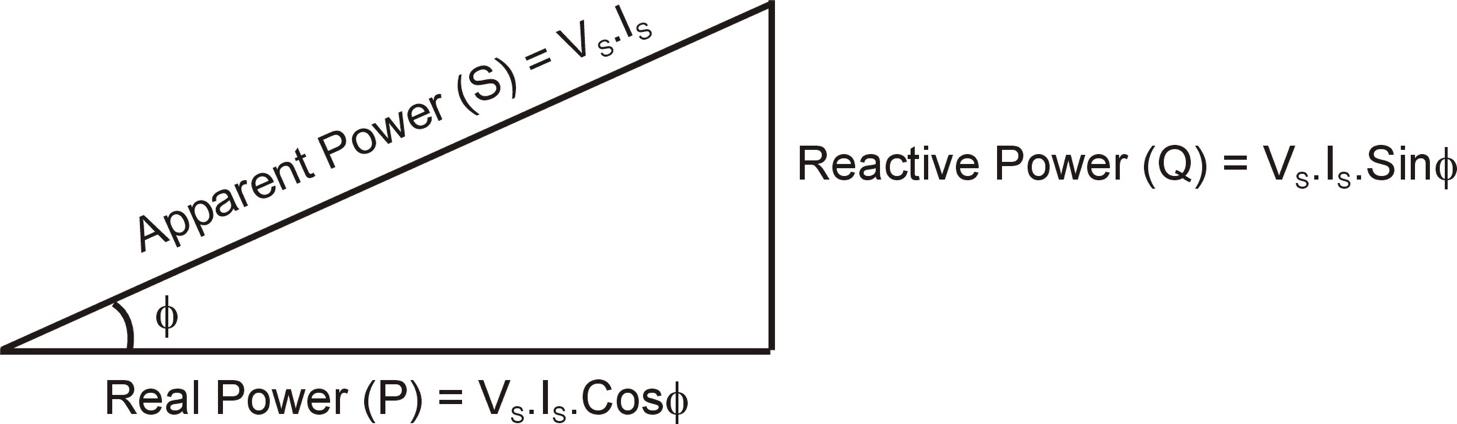 Apparent Power (S) = Vs.Is
Reactive Power (Q) = Vs.Is.Sinϕ
ϕ
Real Power (P) = Vs.Is.Cosϕ